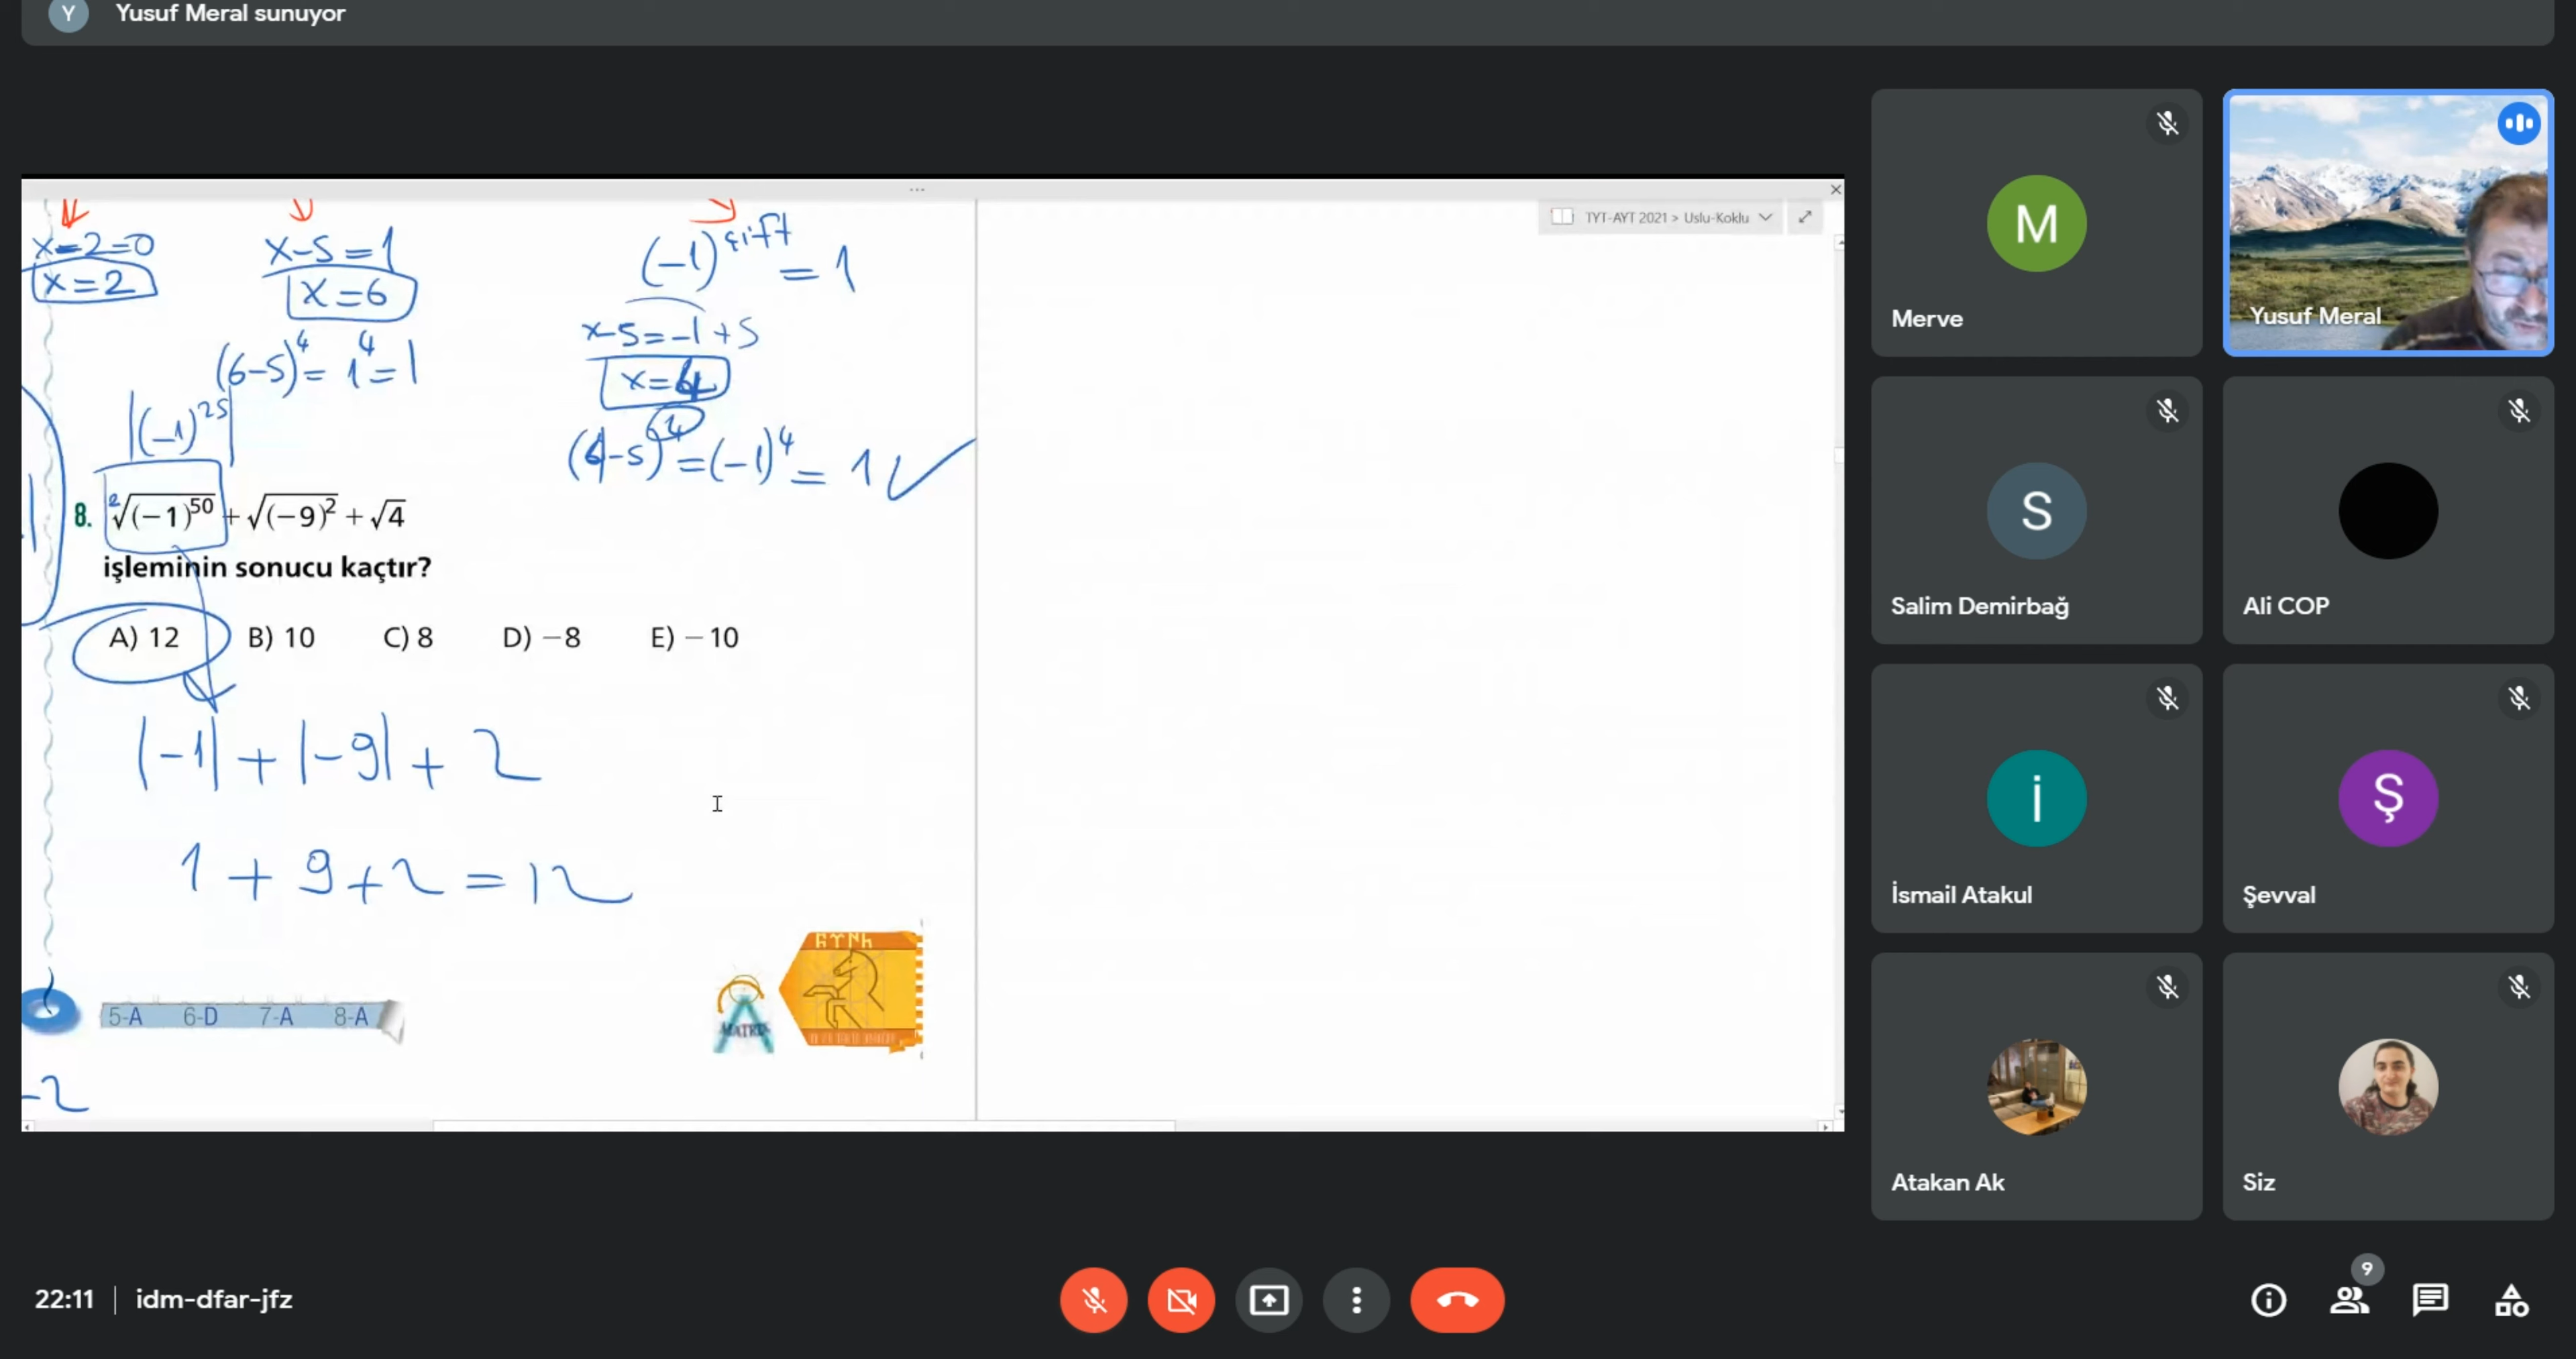 Y Yusuf Meral sunuyor
TYT-AYT 2021 > Uslu-Koklu
x-2=0
x=2
x-5=1
x=6
(6-5)⁴=1⁴=1
(-1)^çift = 1
x-5=-1+5
x=4
(4-5)⁴=(-1)⁴=1
|(-1)²⁵|
8. ²√(-1)⁵⁰ + √(-9)² + √4
işleminin sonucu kaçtır?
A) 12 B) 10 C) 8 D) -8 E) -10
|-1| + |-9| + 2
1 + 9 + 2 = 12
MATRİX
5-A 6-D 7-A 8-A
-2
M
Merve
Yusuf Meral
S
Salim Demirbağ
Ali COP
İ
İsmail Atakul
Ş
Şevval
Atakan Ak
Siz
22:11 | idm-dfar-jfz
9